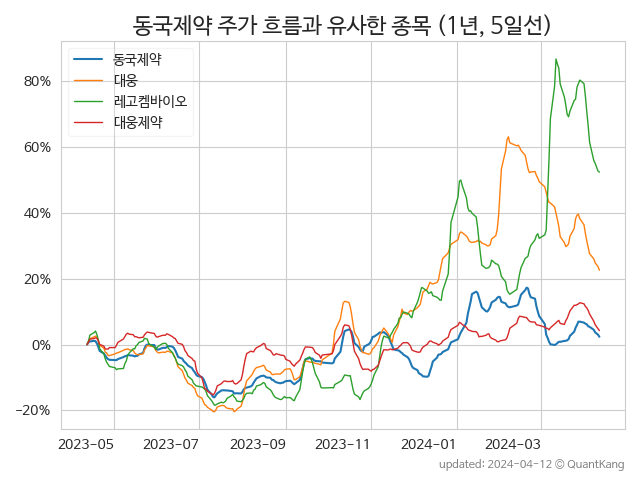 동국제약 주가 흐름과 유사한 종목 (1년, 5일선)
동국제약
대웅
레고켐바이오
대웅제약
80%
60%
40%
20%
0%
−20%
2023-05 2023-07 2023-09 2023-11 2024-01 2024-03
updated: 2024-04-12 © QuantKang